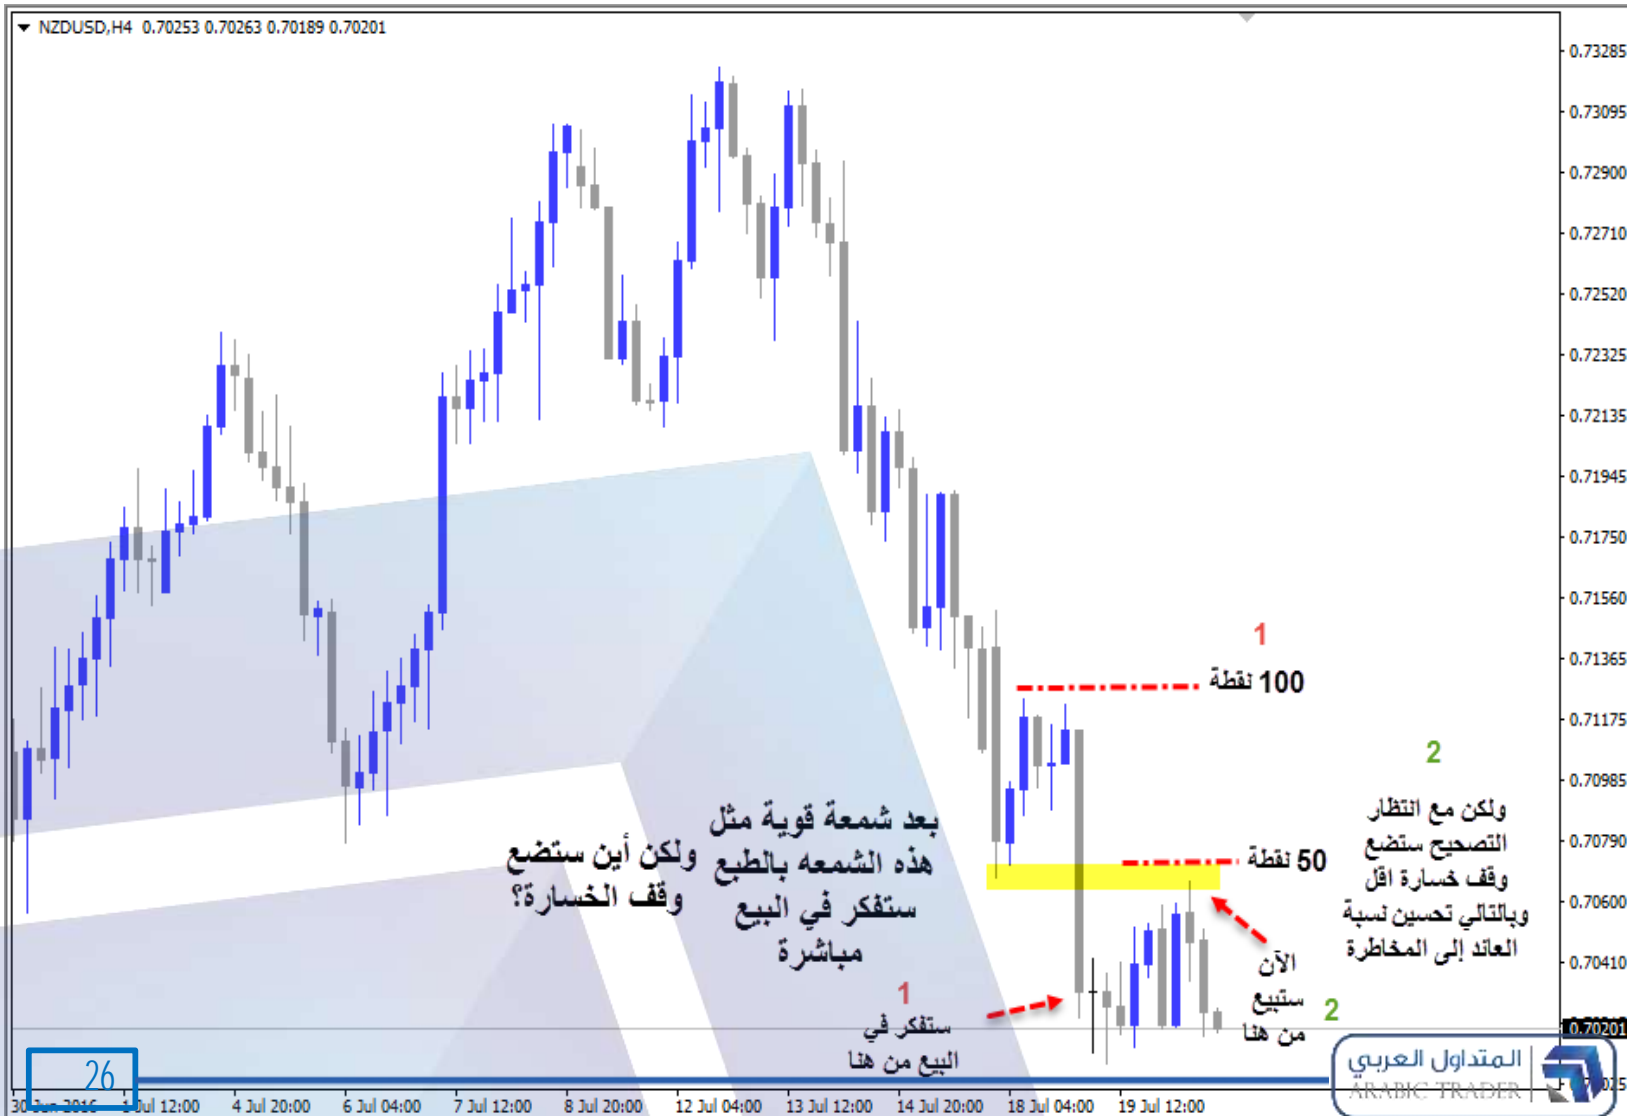 NZDUSD,H4 0.70253 0.70263 0.70189 0.70201
0.73285
0.73095
0.72900
0.72710
0.72520
0.72325
0.72135
0.71945
0.71750
0.71560
0.71365
0.71175
0.70985
0.70790
0.70600
0.70410
0.70201
1
100 نقطة
50 نقطة
2
ولكن مع انتظار
التصحيح ستضع
وقف خسارة اقل
وبالتالي تحسين نسبة
العائد إلى المخاطرة
بعد شمعة قوية مثل
هذه الشمعه بالطبع
ستفكر في البيع
مباشرة
ولكن أين ستضع
وقف الخسارة؟
1
ستفكر في
البيع من هنا
الآن
ستبيع
من هنا
2
المتداول العربي
ARABIC TRADER
26
30 Jun 2016
1 Jul 12:00
4 Jul 20:00
6 Jul 04:00
7 Jul 12:00
8 Jul 20:00
12 Jul 04:00
13 Jul 12:00
14 Jul 20:00
18 Jul 04:00
19 Jul 12:00